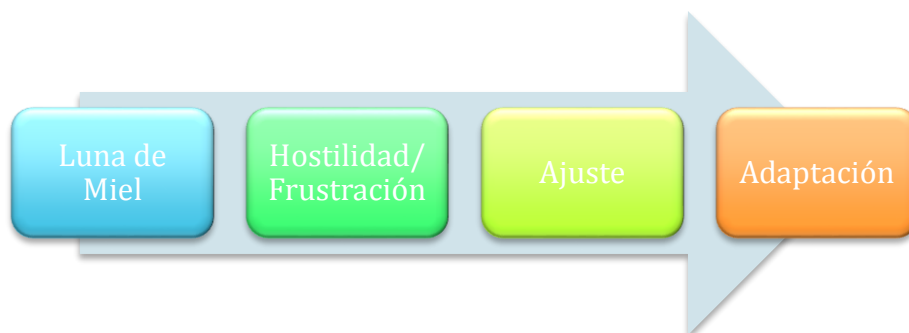 Luna de
Miel
Hostilidad/
Frustración
Ajuste
Adaptación